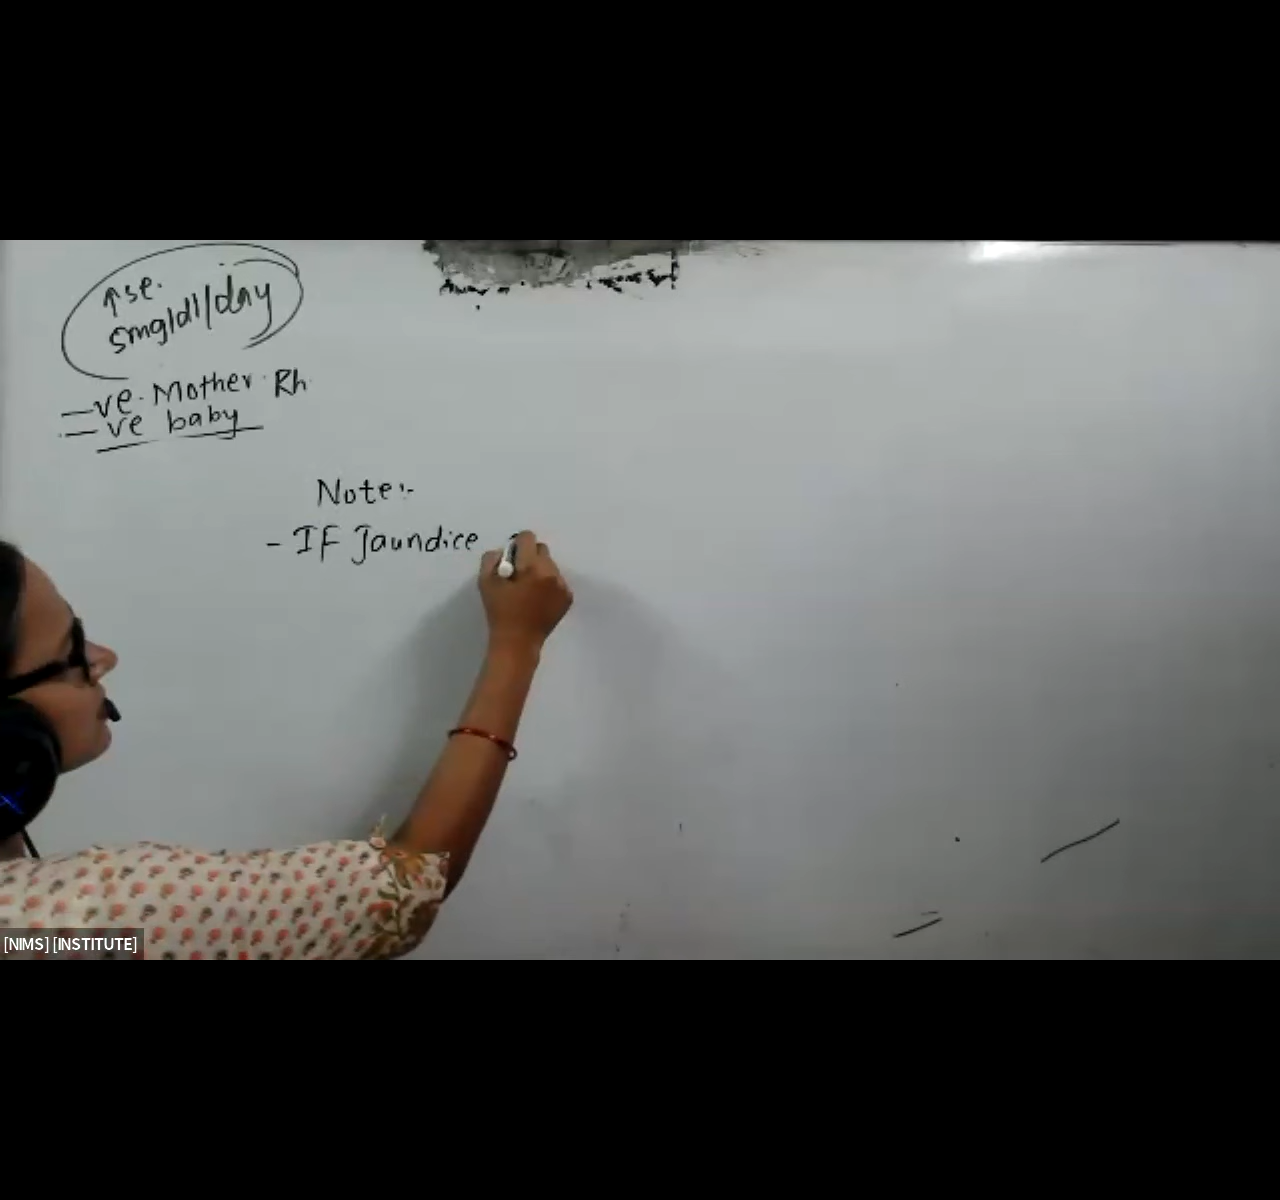 ↑se.
5mg/dl/day
-ve. Mother Rh
-ve baby
Note:-
- IF Jaundice
[NIMS] [INSTITUTE]